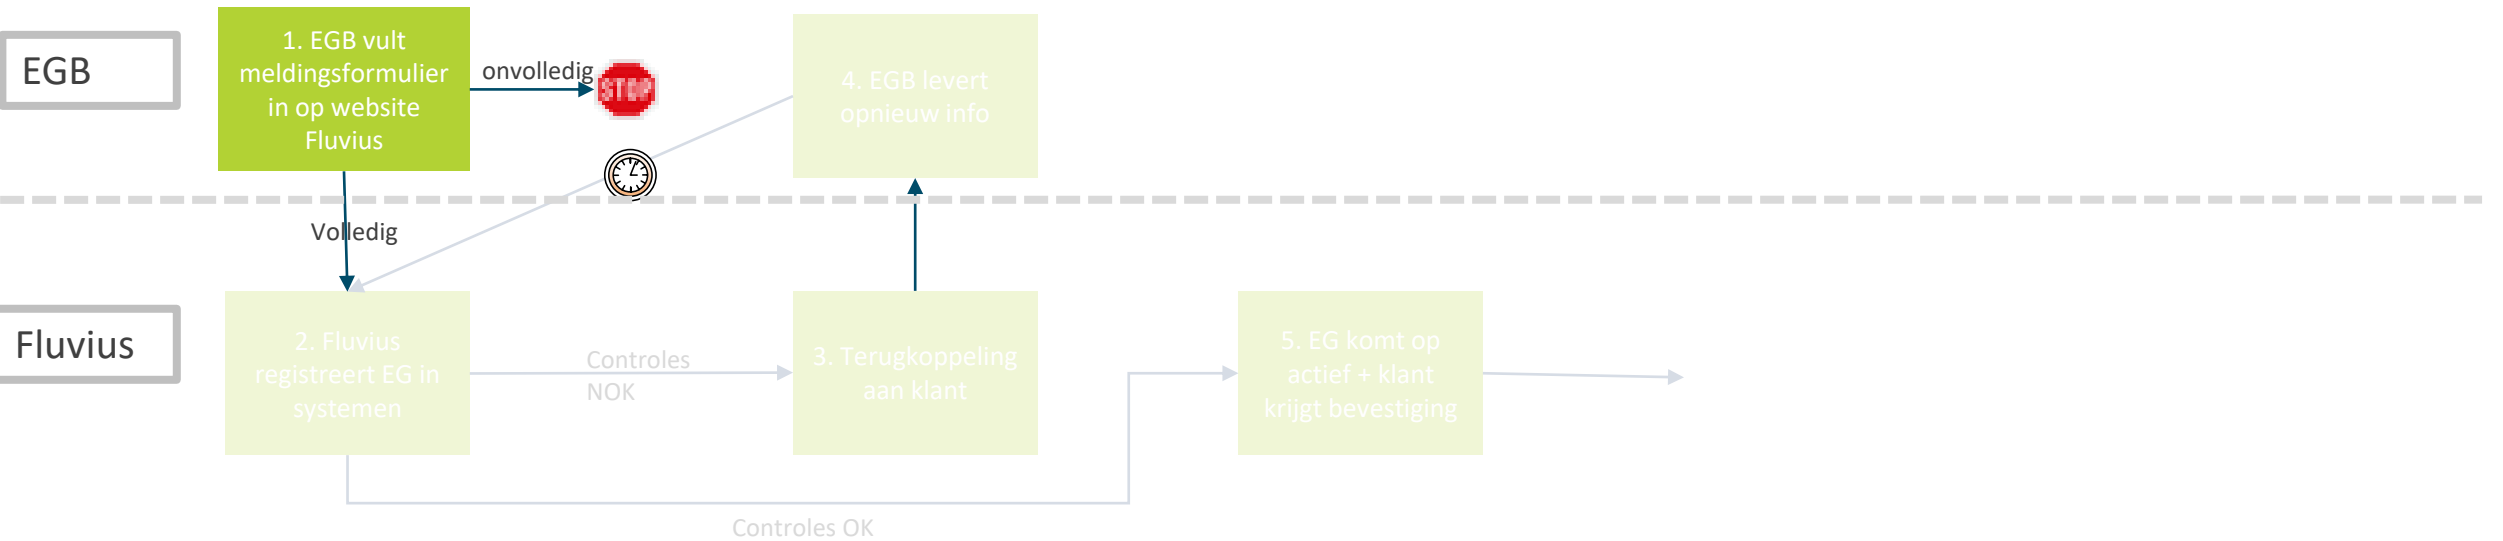 EGB
1. EGB vult
meldingsformulier
in op website
Fluvius
onvolledig
STOP
4. EGB levert
opnieuw info
Volledig
Fluvius
2. Fluvius
registreert EG in
systemen
Controles
NOK
3. Terugkoppeling
aan klant
5. EG komt op
actief + klant
krijgt bevestiging
Controles OK